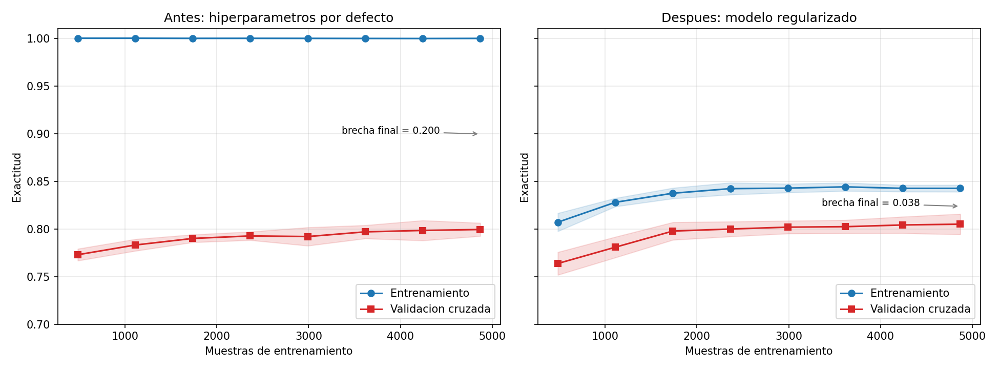 Antes: hiperparametros por defecto
Exactitud
1.00
0.95
0.90
0.85
0.80
0.75
0.70
brecha final = 0.200
Entrenamiento
Validacion cruzada
1000 2000 3000 4000 5000
Muestras de entrenamiento
Despues: modelo regularizado
Exactitud
brecha final = 0.038
Entrenamiento
Validacion cruzada
1000 2000 3000 4000 5000
Muestras de entrenamiento